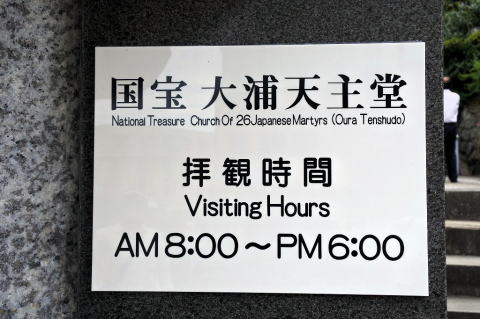 国宝 大浦天主堂
National Treasure Church Of 26 Japanese Martyrs (Oura Tenshudo)
拝観時間
Visiting Hours
AM 8:00～PM 6:00